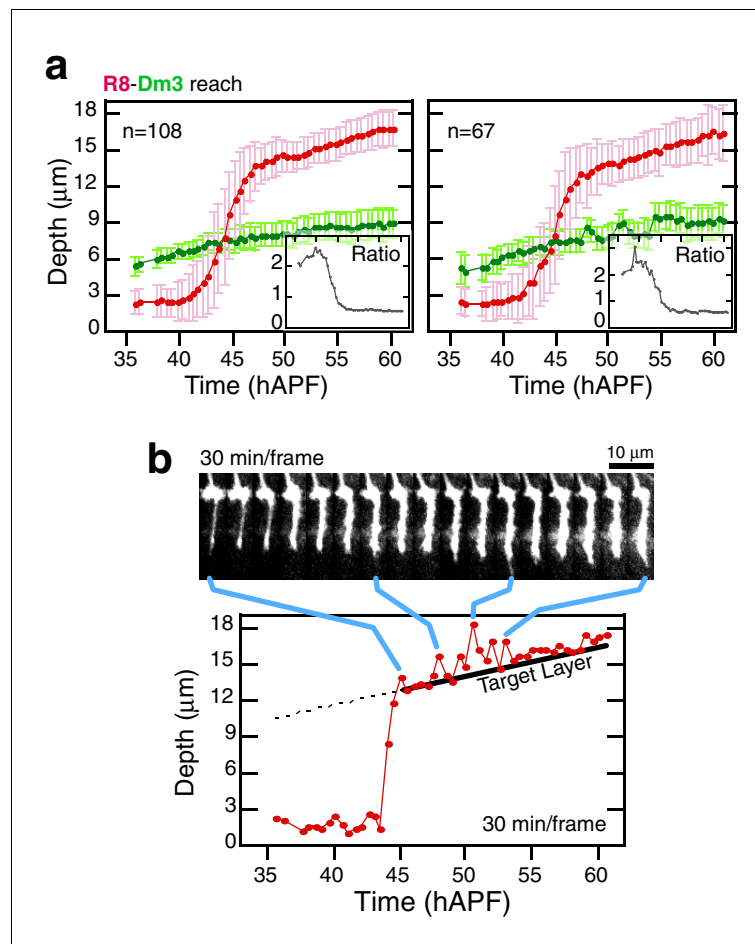 a
R8-Dm3 reach
n=108
n=67
18
15
12
9
6
3
0
Depth (μm)
Ratio
2
1
0
Ratio
2
1
0
35 40 45 50 55 60
35 40 45 50 55 60
Time (hAPF)
Time (hAPF)
b
30 min/frame
10 μm
18
15
12
9
6
3
0
Depth (μm)
Target Layer
30 min/frame
35 40 45 50 55 60
Time (hAPF)